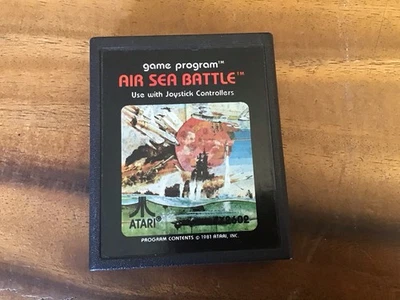 game program™
AIR SEA BATTLE™
Use with Joystick Controllers
ATARI®
PROGRAM CONTENTS © 1981 ATARI, INC.